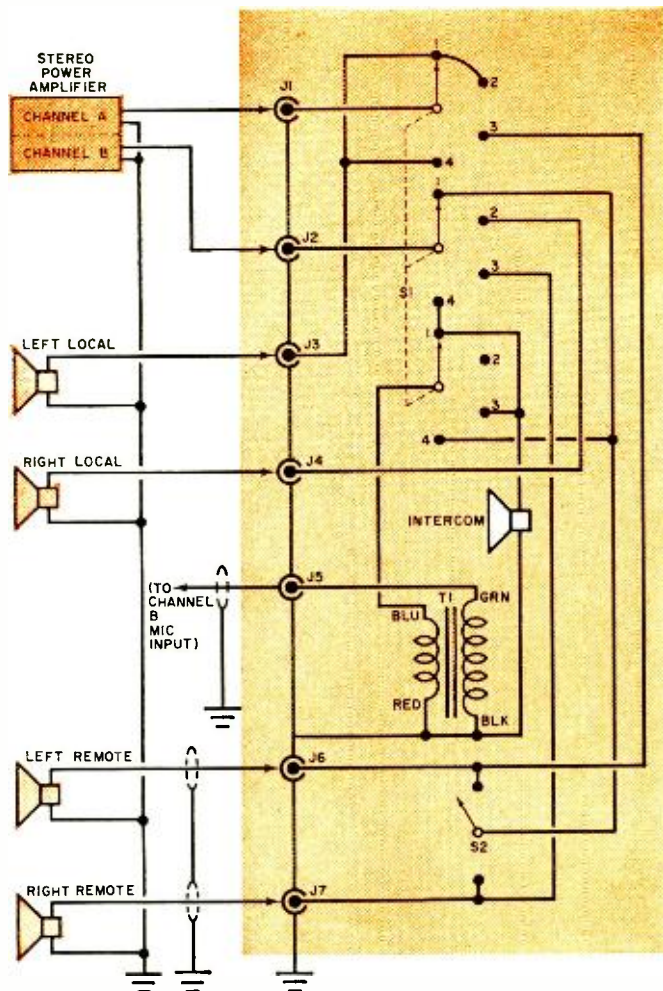 STEREO
POWER
AMPLIFIER
CHANNEL A
CHANNEL B
J1
2
3
4
1
2
J2
3
S1
4
LEFT LOCAL
J3
1
2
3
4
RIGHT LOCAL
J4
INTERCOM
J5
(TO
CHANNEL
B
MIC
INPUT)
T1
GRN
BLU
RED
BLK
LEFT REMOTE
J6
S2
RIGHT REMOTE
J7